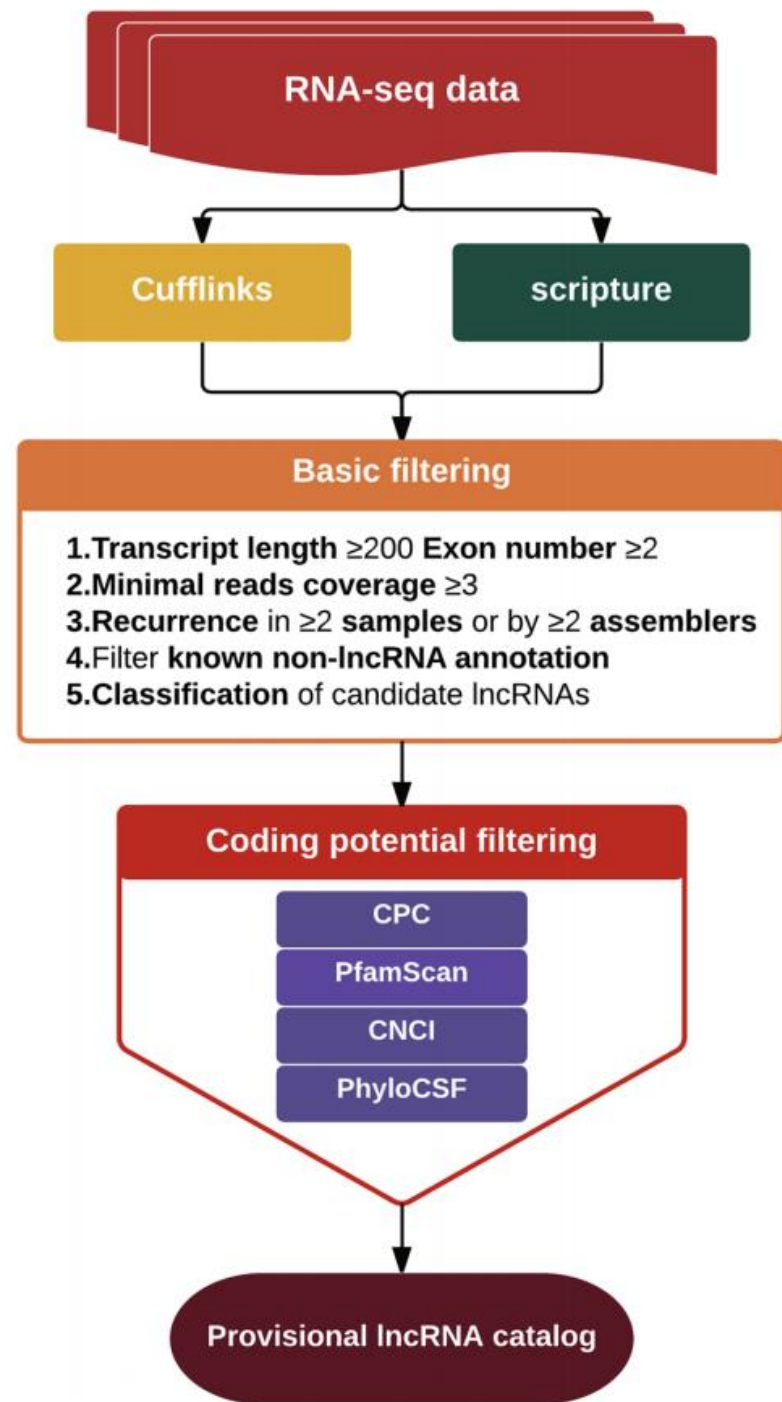 RNA-seq data
Cufflinks
scripture
Basic filtering
1.Transcript length ≥200 Exon number ≥2
2.Minimal reads coverage ≥3
3.Recurrence in ≥2 samples or by ≥2 assemblers
4.Filter known non-lncRNA annotation
5.Classification of candidate lncRNAs
Coding potential filtering
CPC
PfamScan
CNCI
PhyloCSF
Provisional lncRNA catalog